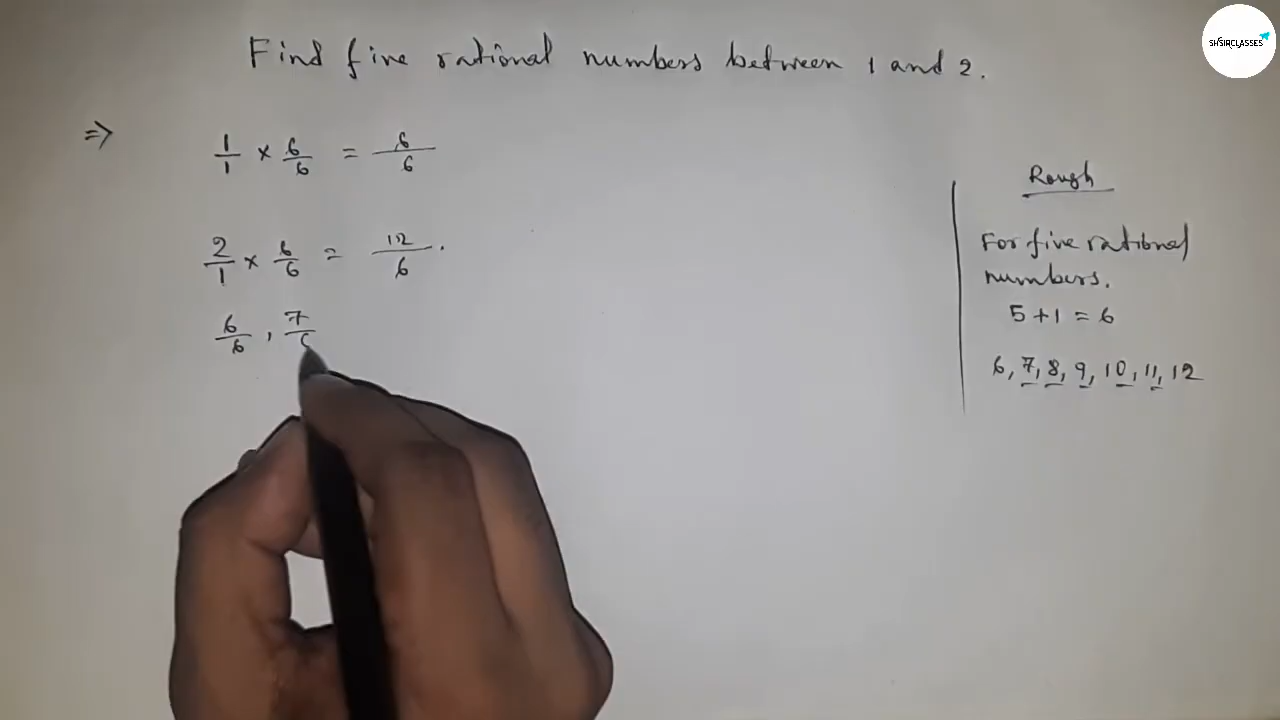 SHSIRCLASSES
Find five rational numbers between 1 and 2.
⇒ 1/1 × 6/6 = 6/6
2/1 × 6/6 = 12/6.
6/6, 7/6
Rough
For five rational
numbers.
5+1=6
6, 7, 8, 9, 10, 11, 12